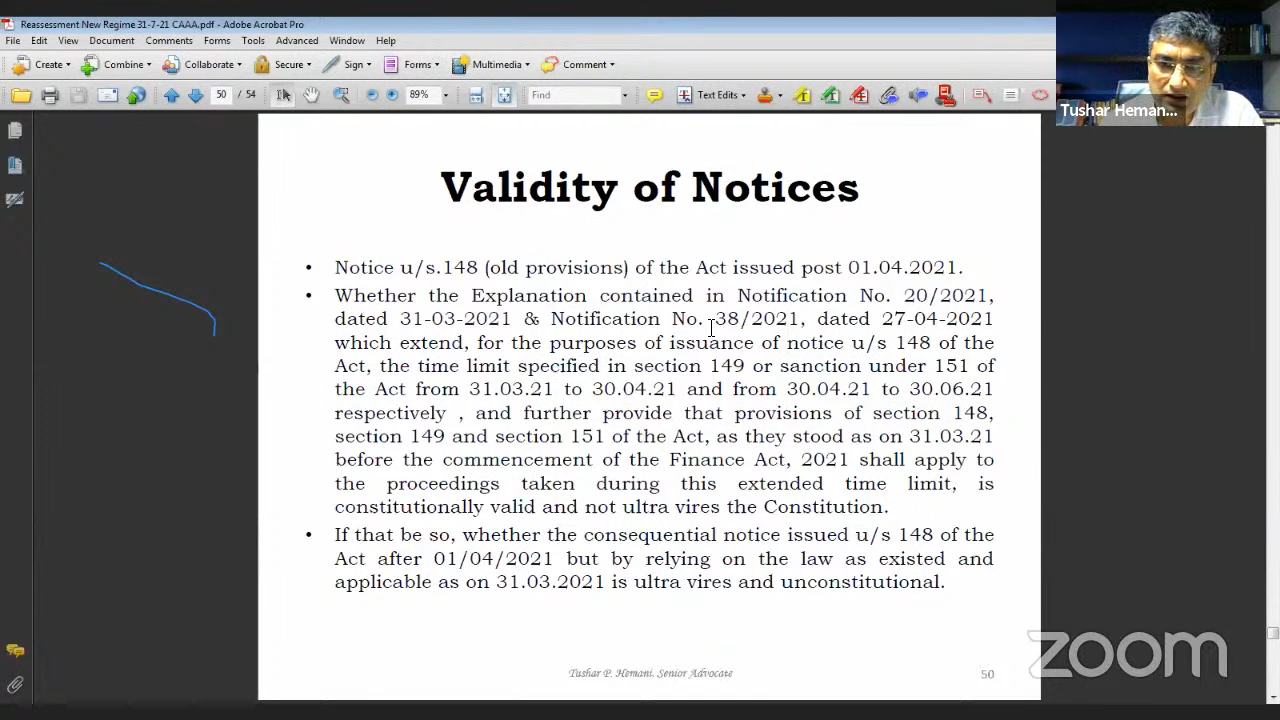 Reassessment New Regime 31-7-21 CAAA.pdf - Adobe Acrobat Pro
File Edit View Document Comments Forms Tools Advanced Window Help
Create Combine Collaborate Secure Sign Forms Multimedia Comment
50 / 54 89% Find Text Edits
Tushar Heman...
Validity of Notices
• Notice u/s.148 (old provisions) of the Act issued post 01.04.2021.
• Whether the Explanation contained in Notification No. 20/2021,
dated 31-03-2021 & Notification No. 38/2021, dated 27-04-2021
which extend, for the purposes of issuance of notice u/s 148 of the
Act, the time limit specified in section 149 or sanction under 151 of
the Act from 31.03.21 to 30.04.21 and from 30.04.21 to 30.06.21
respectively , and further provide that provisions of section 148,
section 149 and section 151 of the Act, as they stood as on 31.03.21
before the commencement of the Finance Act, 2021 shall apply to
the proceedings taken during this extended time limit, is
constitutionally valid and not ultra vires the Constitution.
• If that be so, whether the consequential notice issued u/s 148 of the
Act after 01/04/2021 but by relying on the law as existed and
applicable as on 31.03.2021 is ultra vires and unconstitutional.
Tushar P. Hemani. Senior Advocate
50
zoom